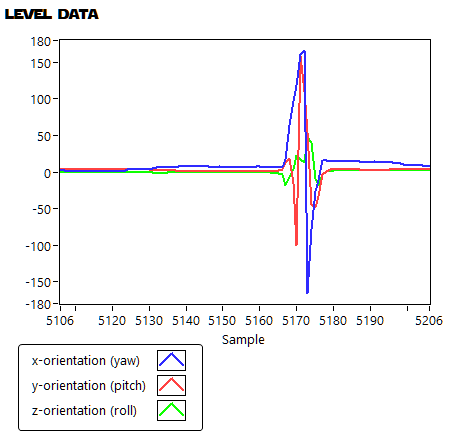 LEVEL DATA
180
150
100
50
0
-50
-100
-150
-180
5106 5120 5130 5140 5150 5160 5170 5180 5190 5206
Sample
x-orientation (yaw)
y-orientation (pitch)
z-orientation (roll)